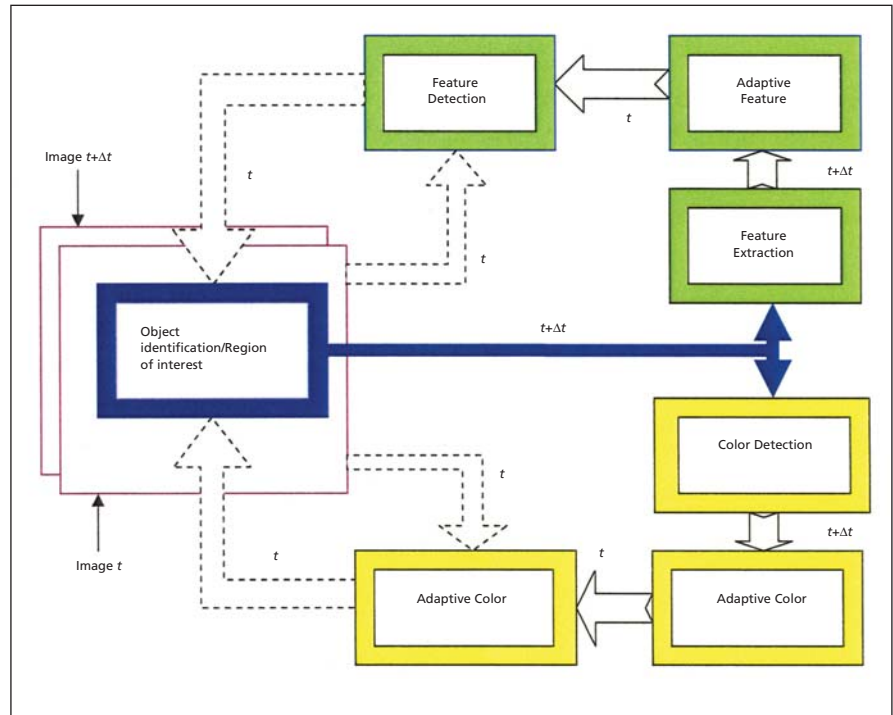 Feature
Detection
Adaptive
Feature
t
Image t+Δt
t
t+Δt
Feature
Extraction
t
Object
identification/Region
of interest
t+Δt
Color Detection
t
t+Δt
Image t
t
t
Adaptive Color
Adaptive Color